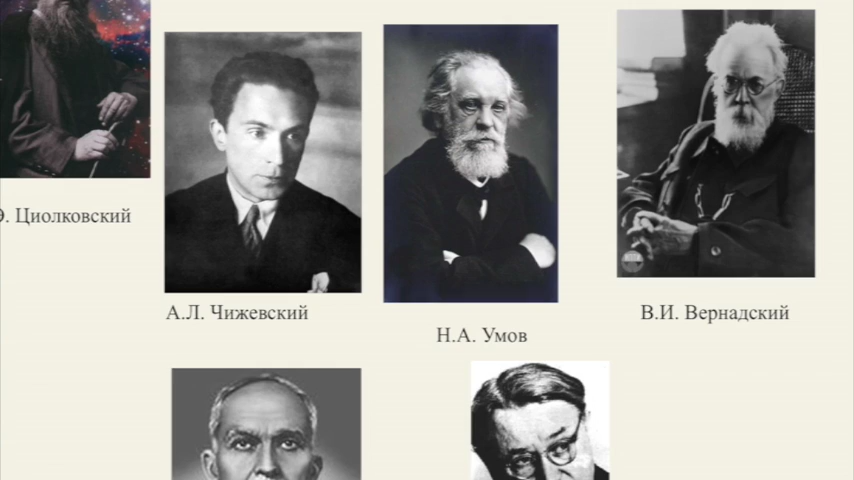 Э. Циолковский
А.Л. Чижевский
В.И. Вернадский
Н.А. Умов